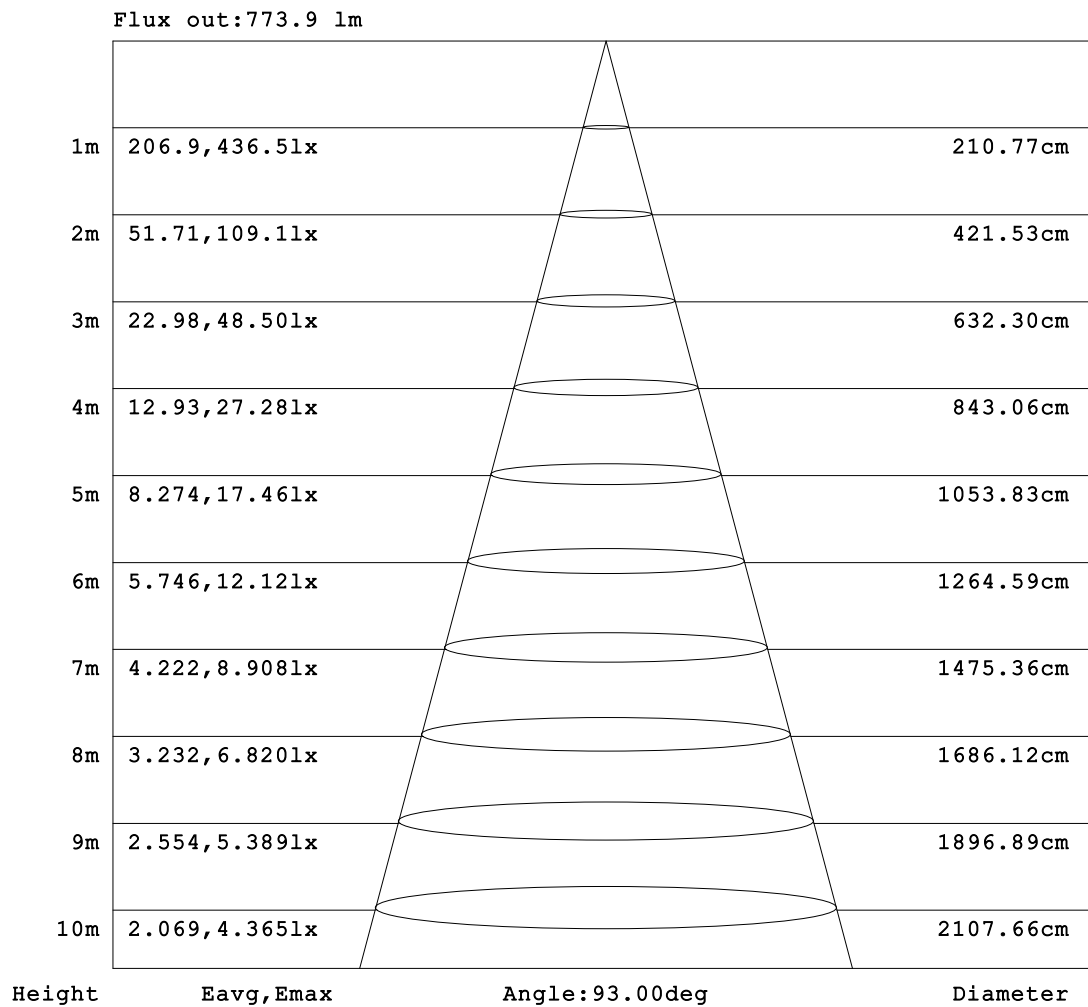 Flux out:773.9 lm
1m 206.9,436.5lx 210.77cm
2m 51.71,109.1lx 421.53cm
3m 22.98,48.50lx 632.30cm
4m 12.93,27.28lx 843.06cm
5m 8.274,17.46lx 1053.83cm
6m 5.746,12.12lx 1264.59cm
7m 4.222,8.908lx 1475.36cm
8m 3.232,6.820lx 1686.12cm
9m 2.554,5.389lx 1896.89cm
10m 2.069,4.365lx 2107.66cm
Height Eavg,Emax Angle:93.00deg Diameter